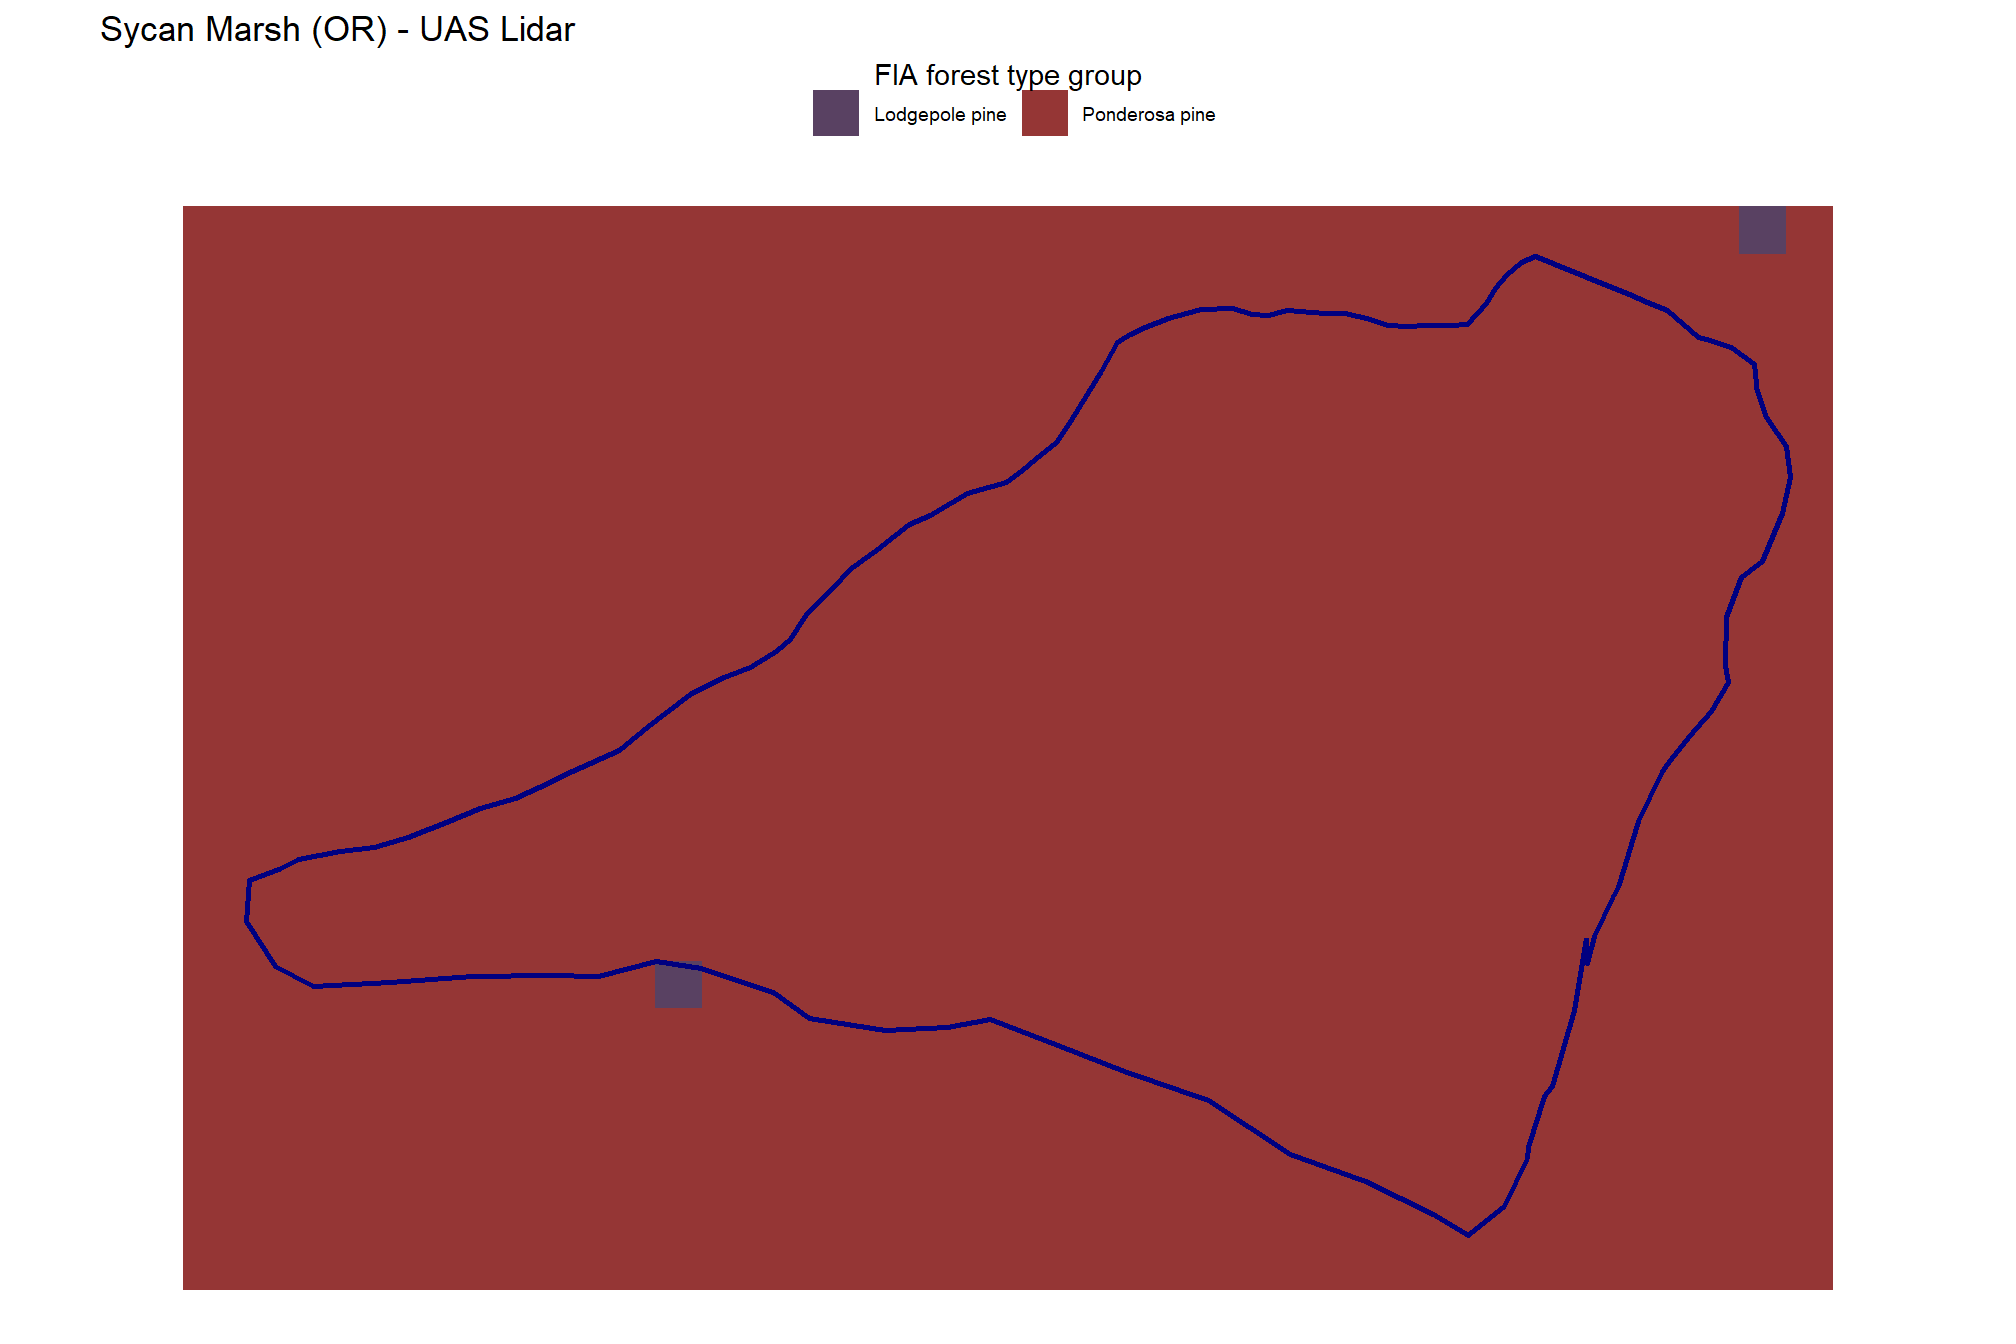 Sycan Marsh (OR) - UAS Lidar
FIA forest type group
Lodgepole pine
Ponderosa pine